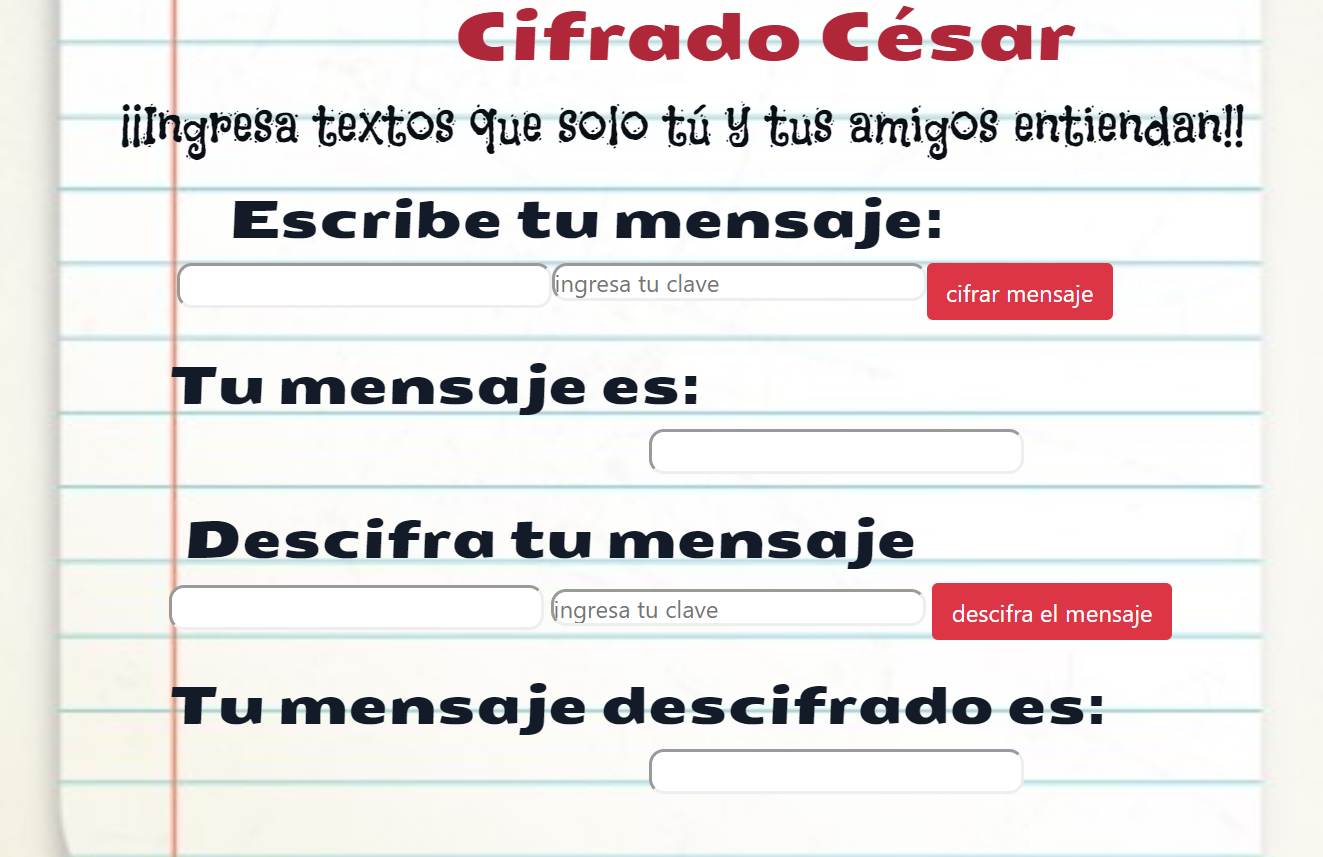 Cifrado César
¡¡Ingresa textos que solo tú y tus amigos entiendan!!
Escribe tu mensaje:
ingresa tu clave cifrar mensaje
Tu mensaje es:
Descifra tu mensaje
ingresa tu clave descifra el mensaje
Tu mensaje descifrado es: